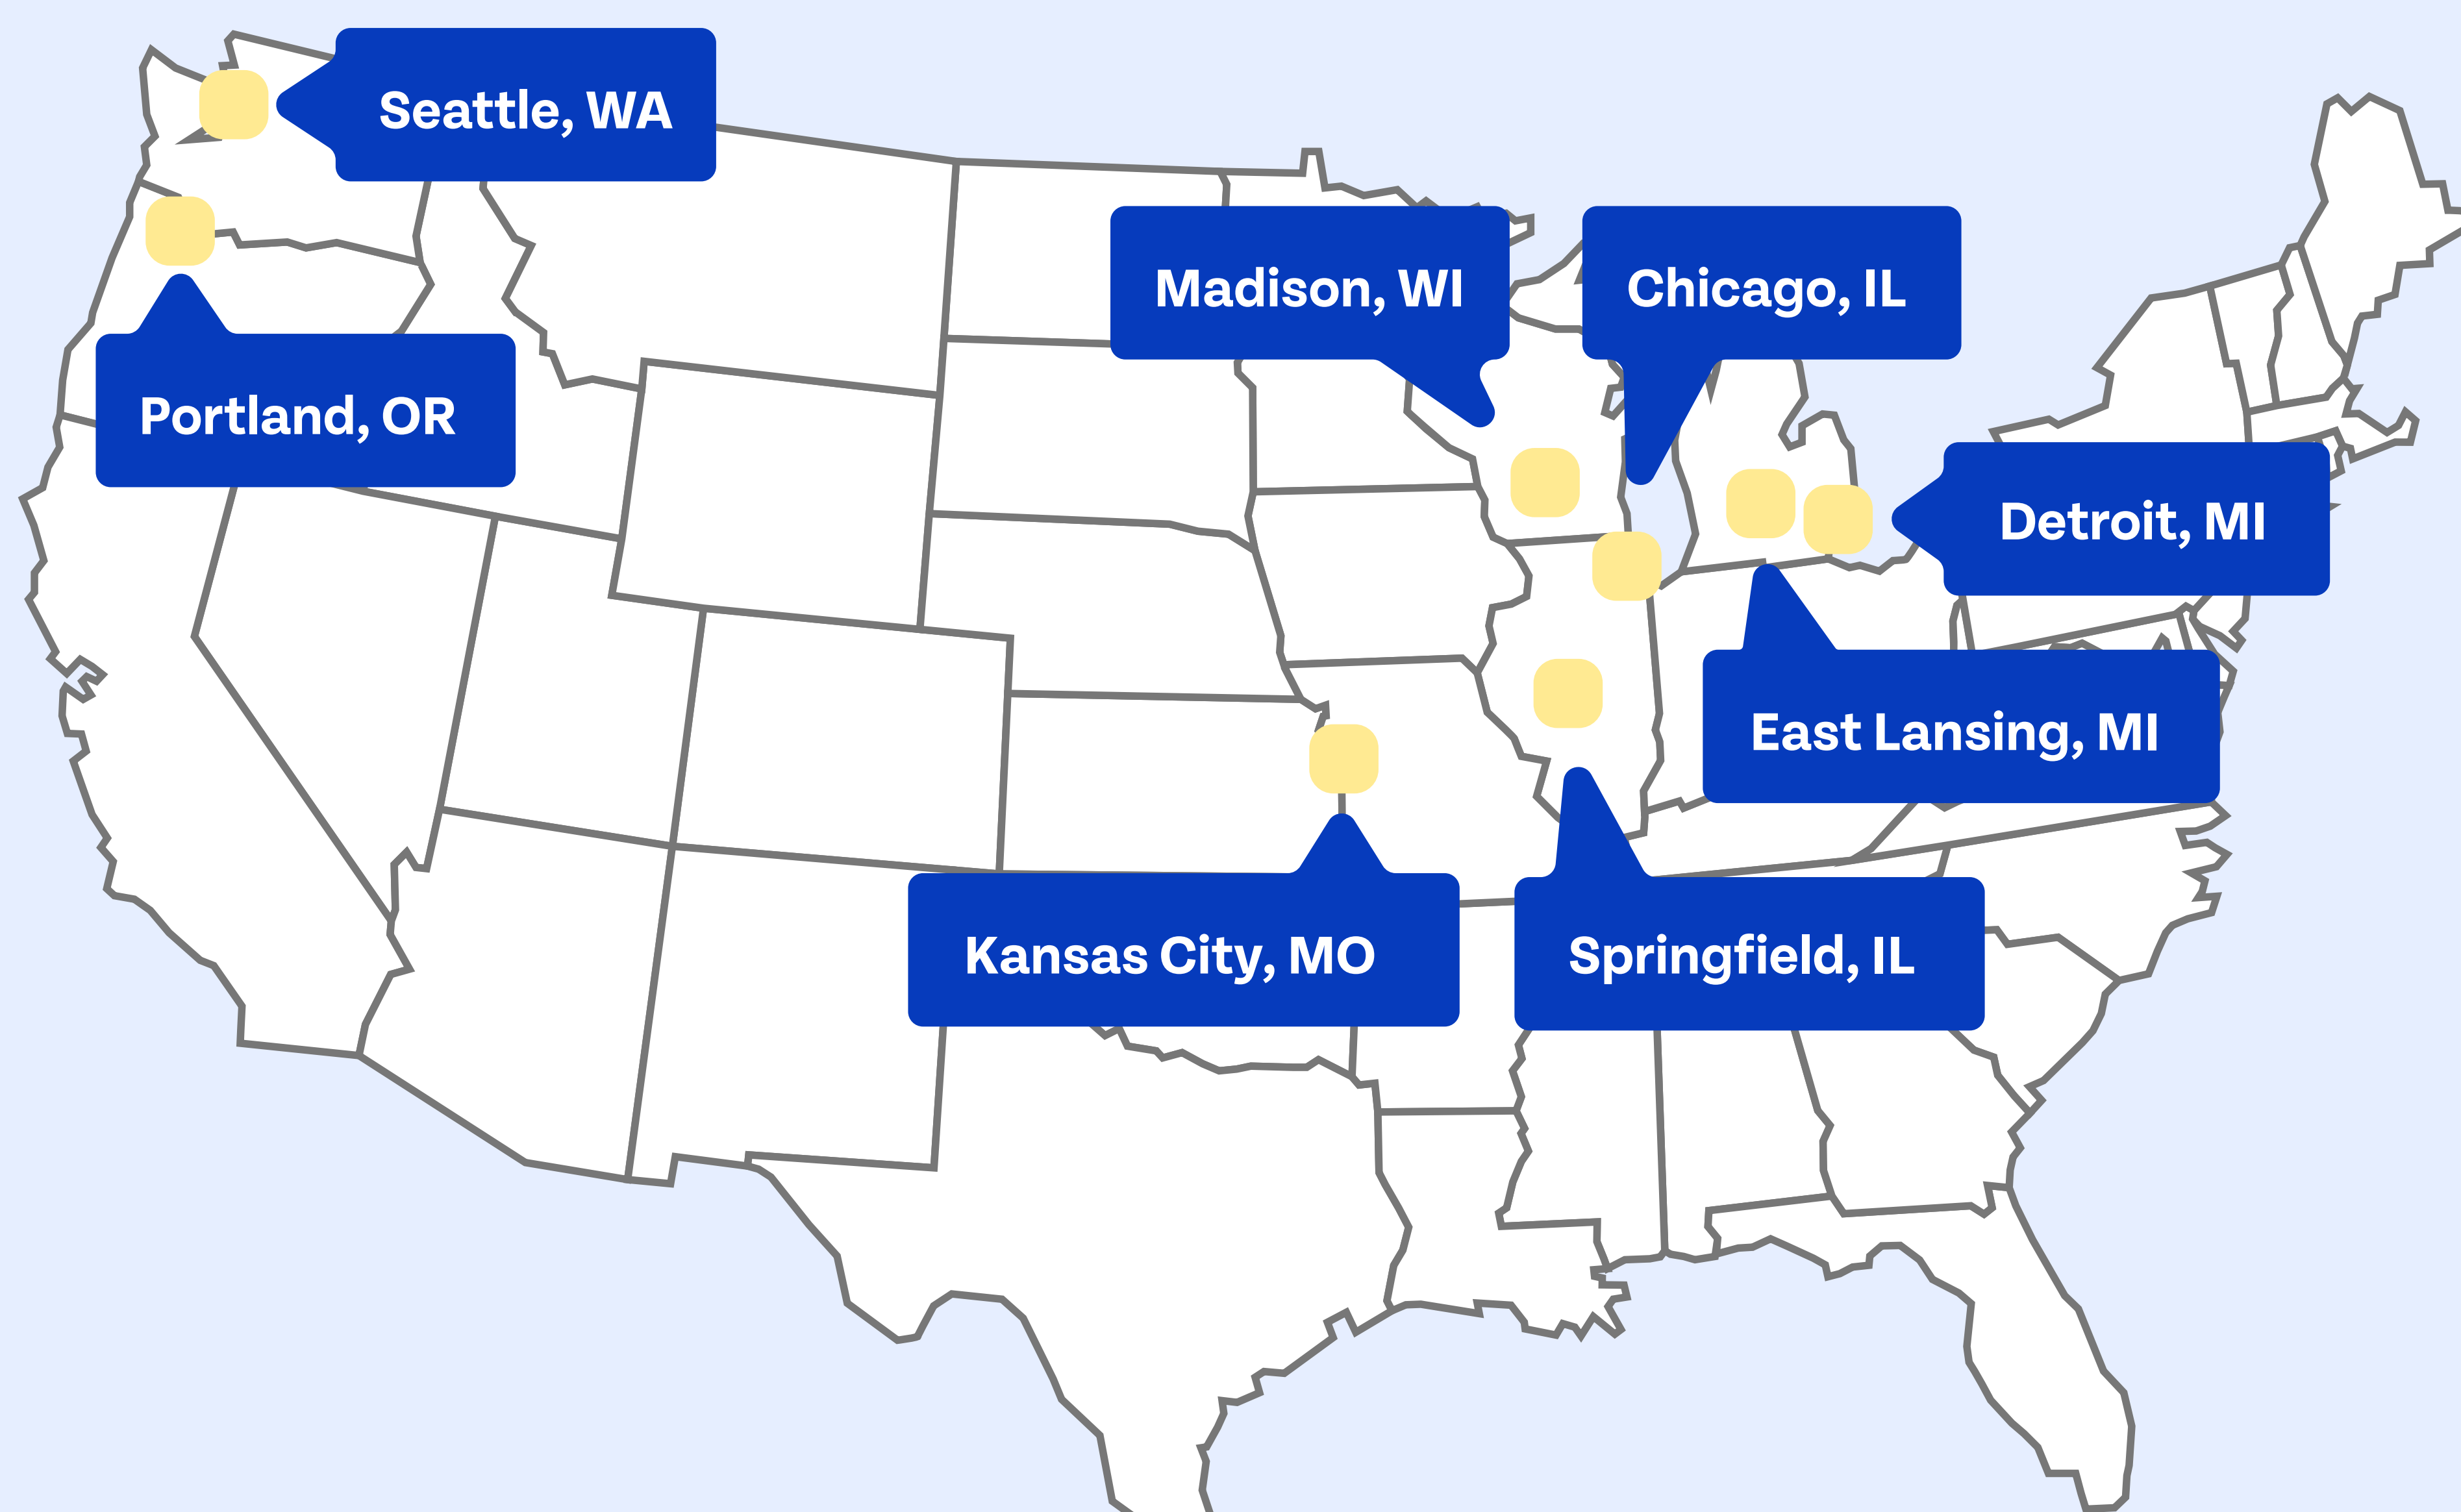 Seattle, WA
Madison, WI
Chicago, IL
Portland, OR
Detroit, MI
East Lansing, MI
Kansas City, MO
Springfield, IL